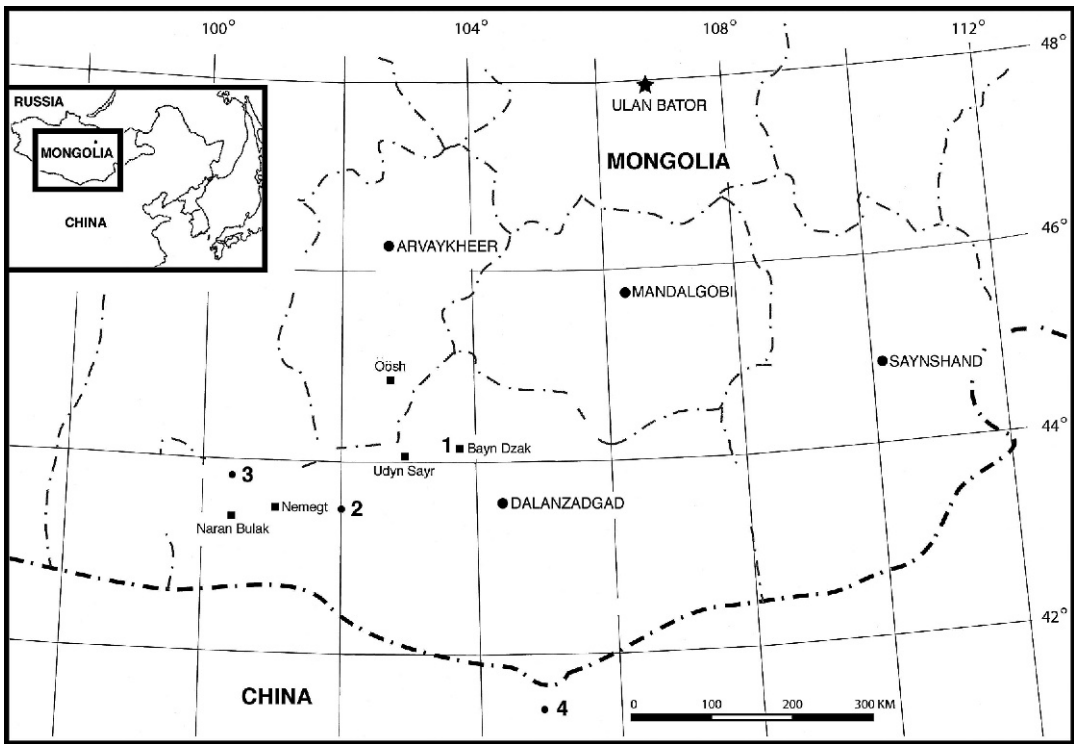 100°
104°
108°
112°
48°
RUSSIA
MONGOLIA
CHINA
ULAN BATOR
MONGOLIA
46°
ARVAYKHEER
MANDALGOBI
Öösh
SAYNSHAND
44°
1 Bayn Dzak
Udyn Sayr
3
Nemegt
2
DALANZADGAD
Naran Bulak
42°
CHINA
4
0 100 200 300 KM